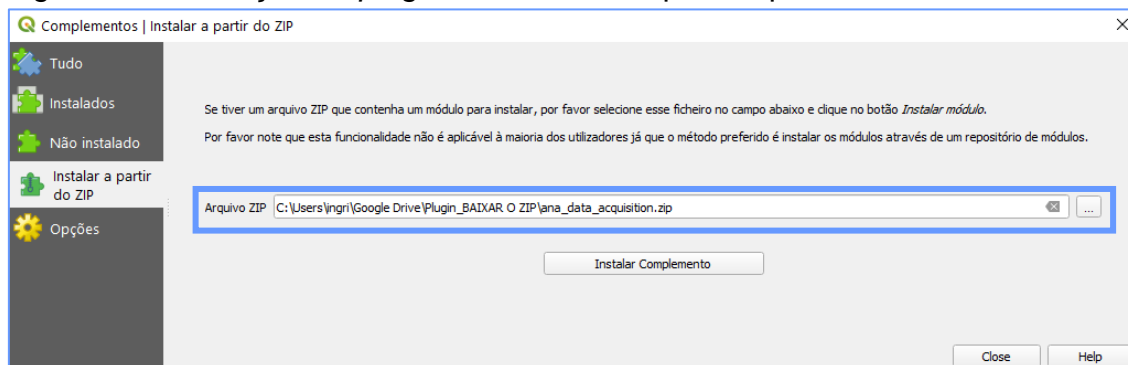 Complementos | Instalar a partir do ZIP
Tudo
Instalados
Não instalado
Instalar a partir
do ZIP
Opções
Se tiver um arquivo ZIP que contenha um módulo para instalar, por favor selecione esse ficheiro no campo abaixo e clique no botão Instalar módulo.
Por favor note que esta funcionalidade não é aplicável à maioria dos utilizadores já que o método preferido é instalar os módulos através de um repositório de módulos.
Arquivo ZIP C:\Users\ingri\Google Drive\Plugin_BAIXAR O ZIP\ana_data_acquisition.zip ...
Instalar Complemento
Close Help